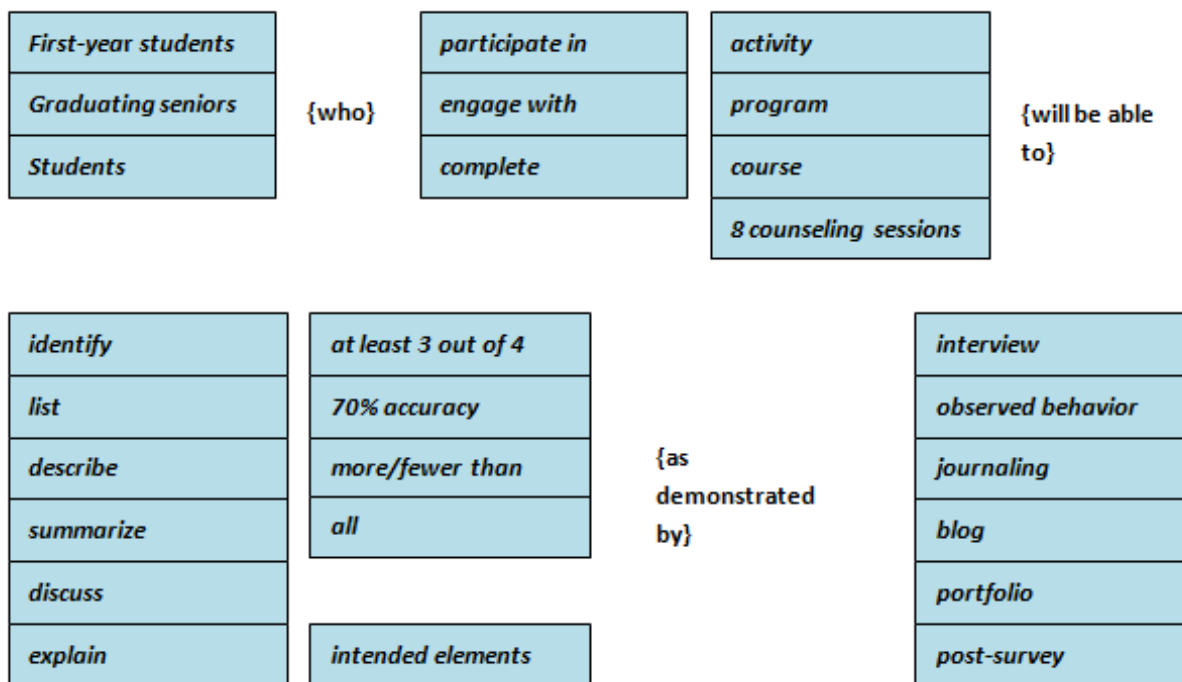 First-year students
Graduating seniors
Students
{who}
participate in
engage with
complete
activity
program
course
8 counseling sessions
{will be able
to}
identify
list
describe
summarize
discuss
explain
at least 3 out of 4
70% accuracy
more/fewer than
all
intended elements
{as
demonstrated
by}
interview
observed behavior
journaling
blog
portfolio
post-survey